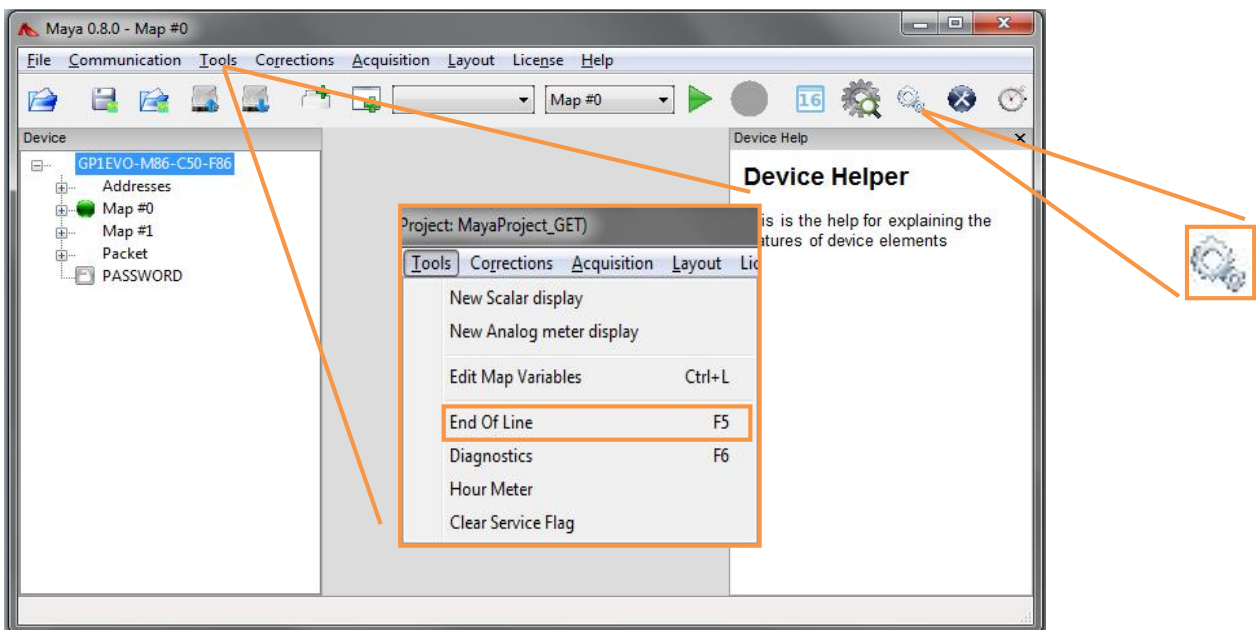 Maya 0.8.0 - Map #0
File Communication Tools Corrections Acquisition Layout License Help
Map #0
16
Device
Device Help
GP1EVO-M86-C50-F86
Addresses
Map #0
Map #1
Packet
PASSWORD
Device Helper
is is the help for explaining the
atures of device elements
Project: MayaProject_GET)
Tools Corrections Acquisition Layout Lic
New Scalar display
New Analog meter display
Edit Map Variables Ctrl+L
End Of Line F5
Diagnostics F6
Hour Meter
Clear Service Flag